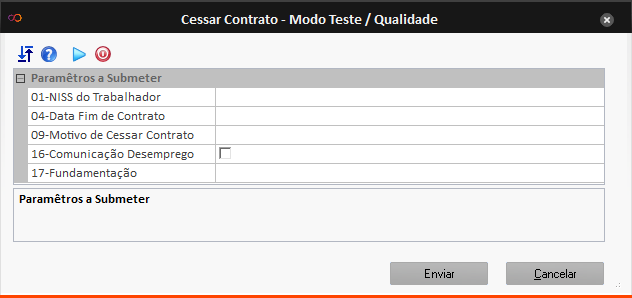 Cessar Contrato - Modo Teste / Qualidade
Paramêtros a Submeter
01-NISS do Trabalhador
04-Data Fim de Contrato
09-Motivo de Cessar Contrato
16-Comunicação Desemprego
17-Fundamentação
Paramêtros a Submeter
Enviar Cancelar